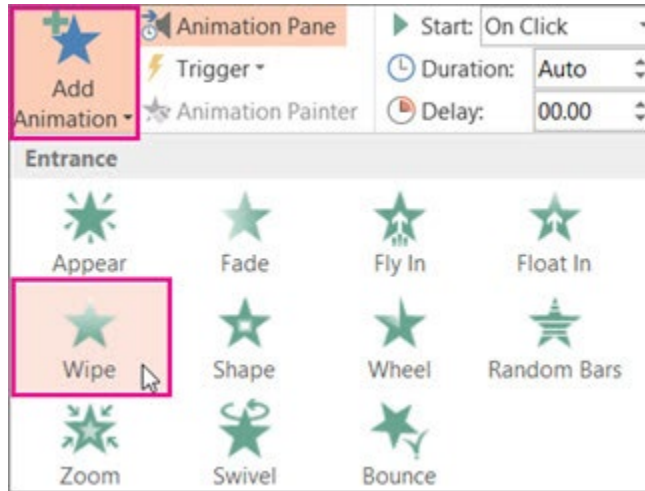 Add
Animation
Animation Pane
Trigger
Animation Painter
Start: On Click
Duration: Auto
Delay: 00.00
Entrance
Appear Fade Fly In Float In
Wipe Shape Wheel Random Bars
Zoom Swivel Bounce